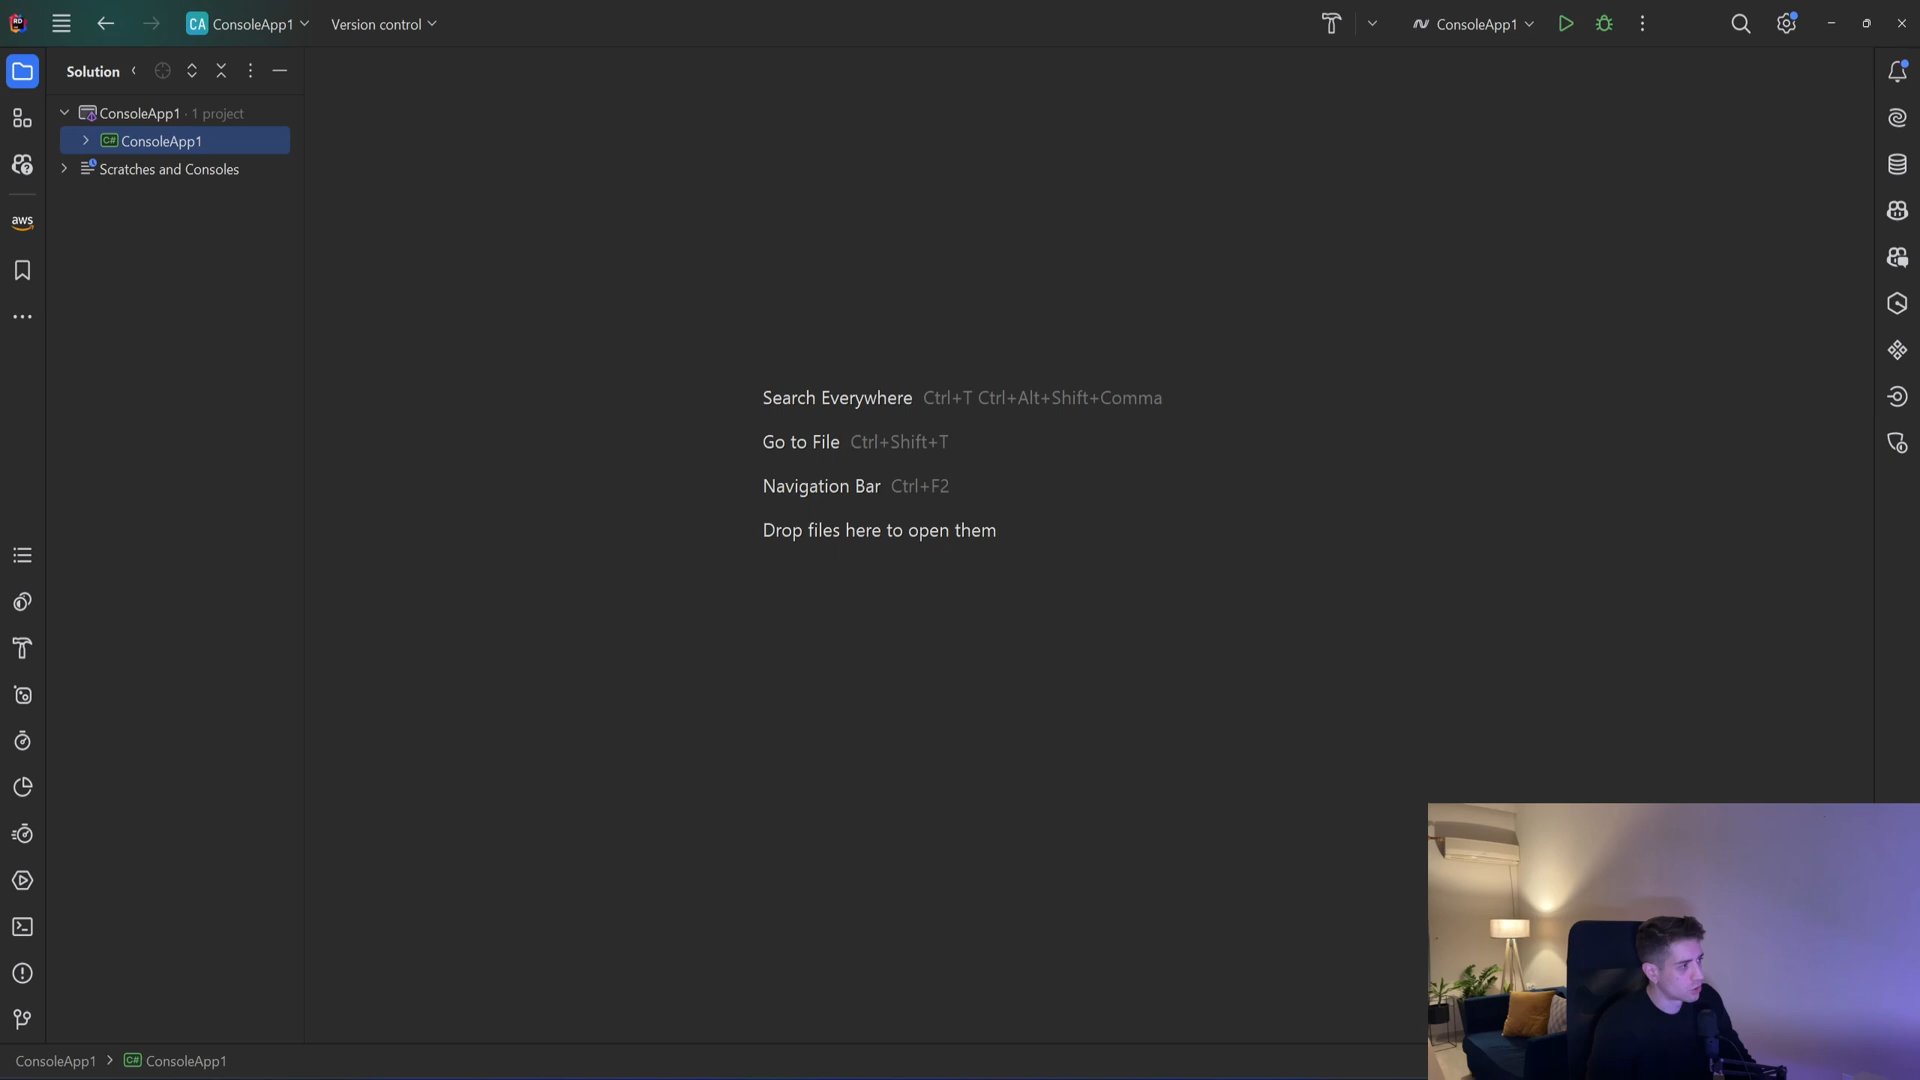 RD
CA ConsoleApp1
Version control
ConsoleApp1
Solution
ConsoleApp1 · 1 project
C# ConsoleApp1
Scratches and Consoles
aws
Search Everywhere Ctrl+T Ctrl+Alt+Shift+Comma
Go to File Ctrl+Shift+T
Navigation Bar Ctrl+F2
Drop files here to open them
ConsoleApp1 > C# ConsoleApp1